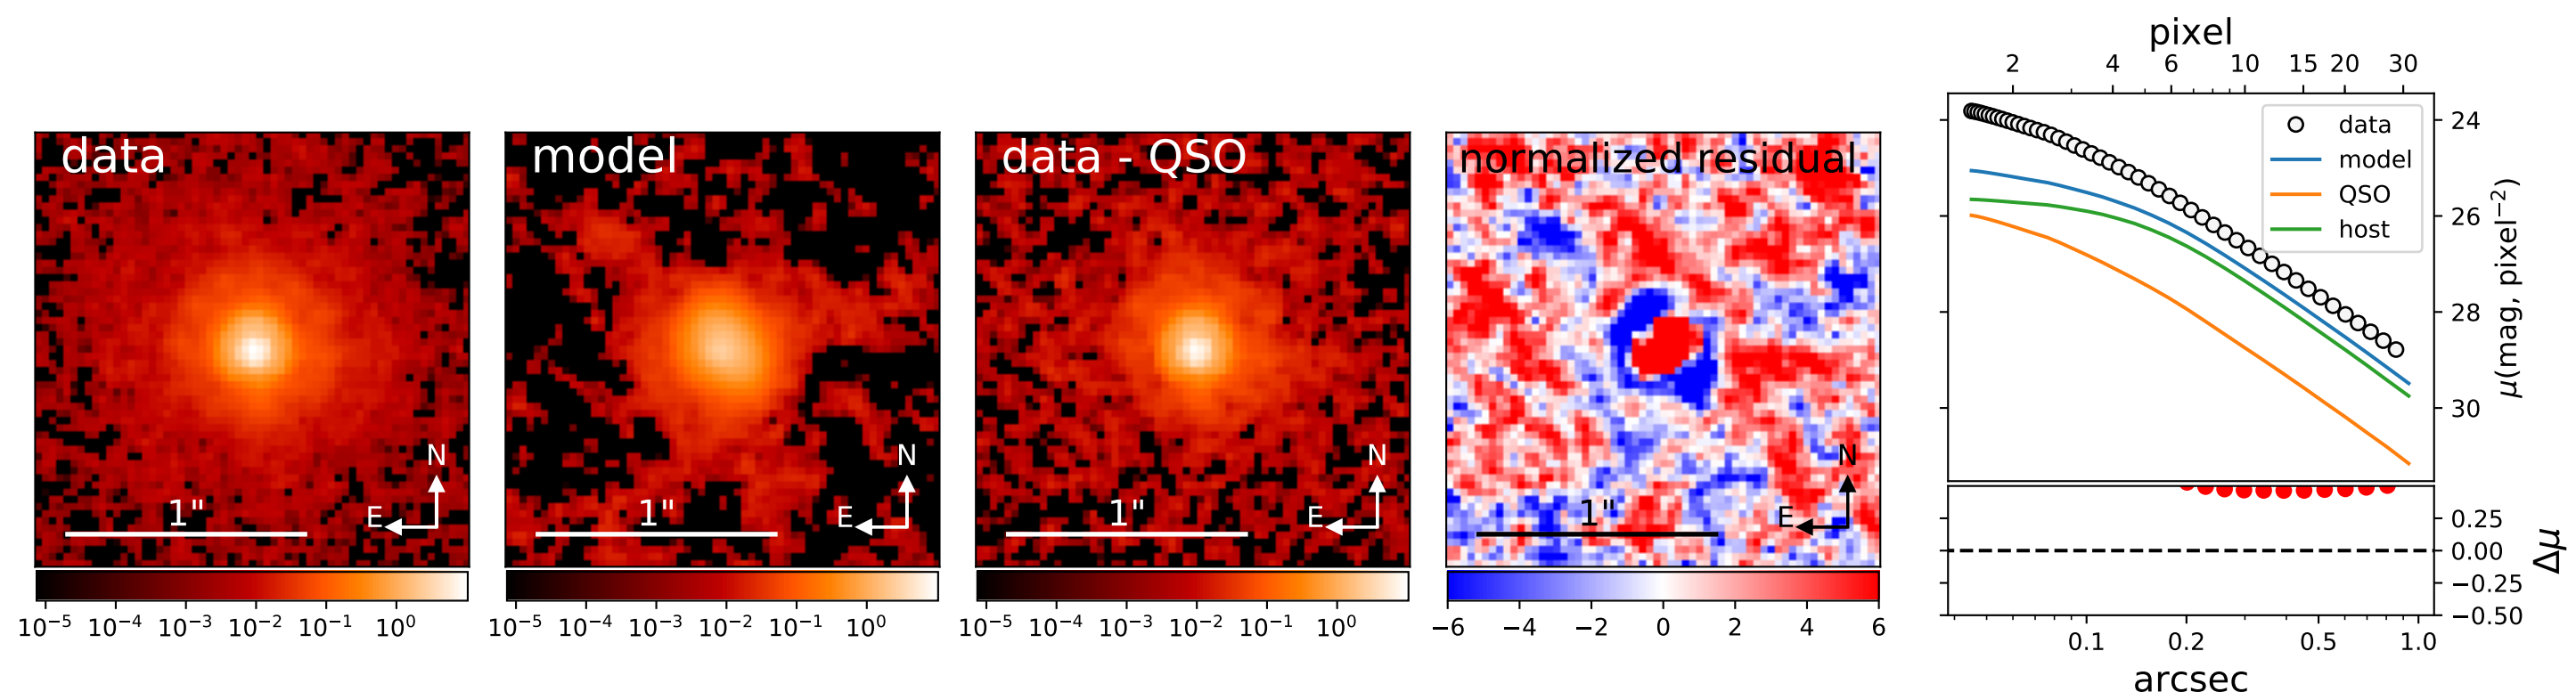 data
N
1"
E
10⁻⁵ 10⁻⁴ 10⁻³ 10⁻² 10⁻¹ 10⁰
model
N
1"
E
10⁻⁵ 10⁻⁴ 10⁻³ 10⁻² 10⁻¹ 10⁰
data - QSO
N
1"
E
10⁻⁵ 10⁻⁴ 10⁻³ 10⁻² 10⁻¹ 10⁰
normalized residual
N
1"
E
−6 −4 −2 0 2 4 6
pixel
2 4 6 10 15 20 30
data
model
QSO
host
24
26
28
30
μ(mag, pixel⁻²)
0.25
0.00
−0.25
−0.50
Δμ
0.1 0.2 0.5 1.0
arcsec